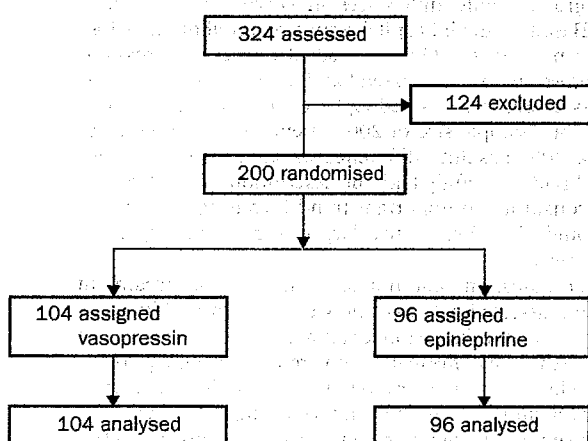 324 assessed
124 excluded
200 randomised
104 assigned
vasopressin
96 assigned
epinephrine
104 analysed
96 analysed